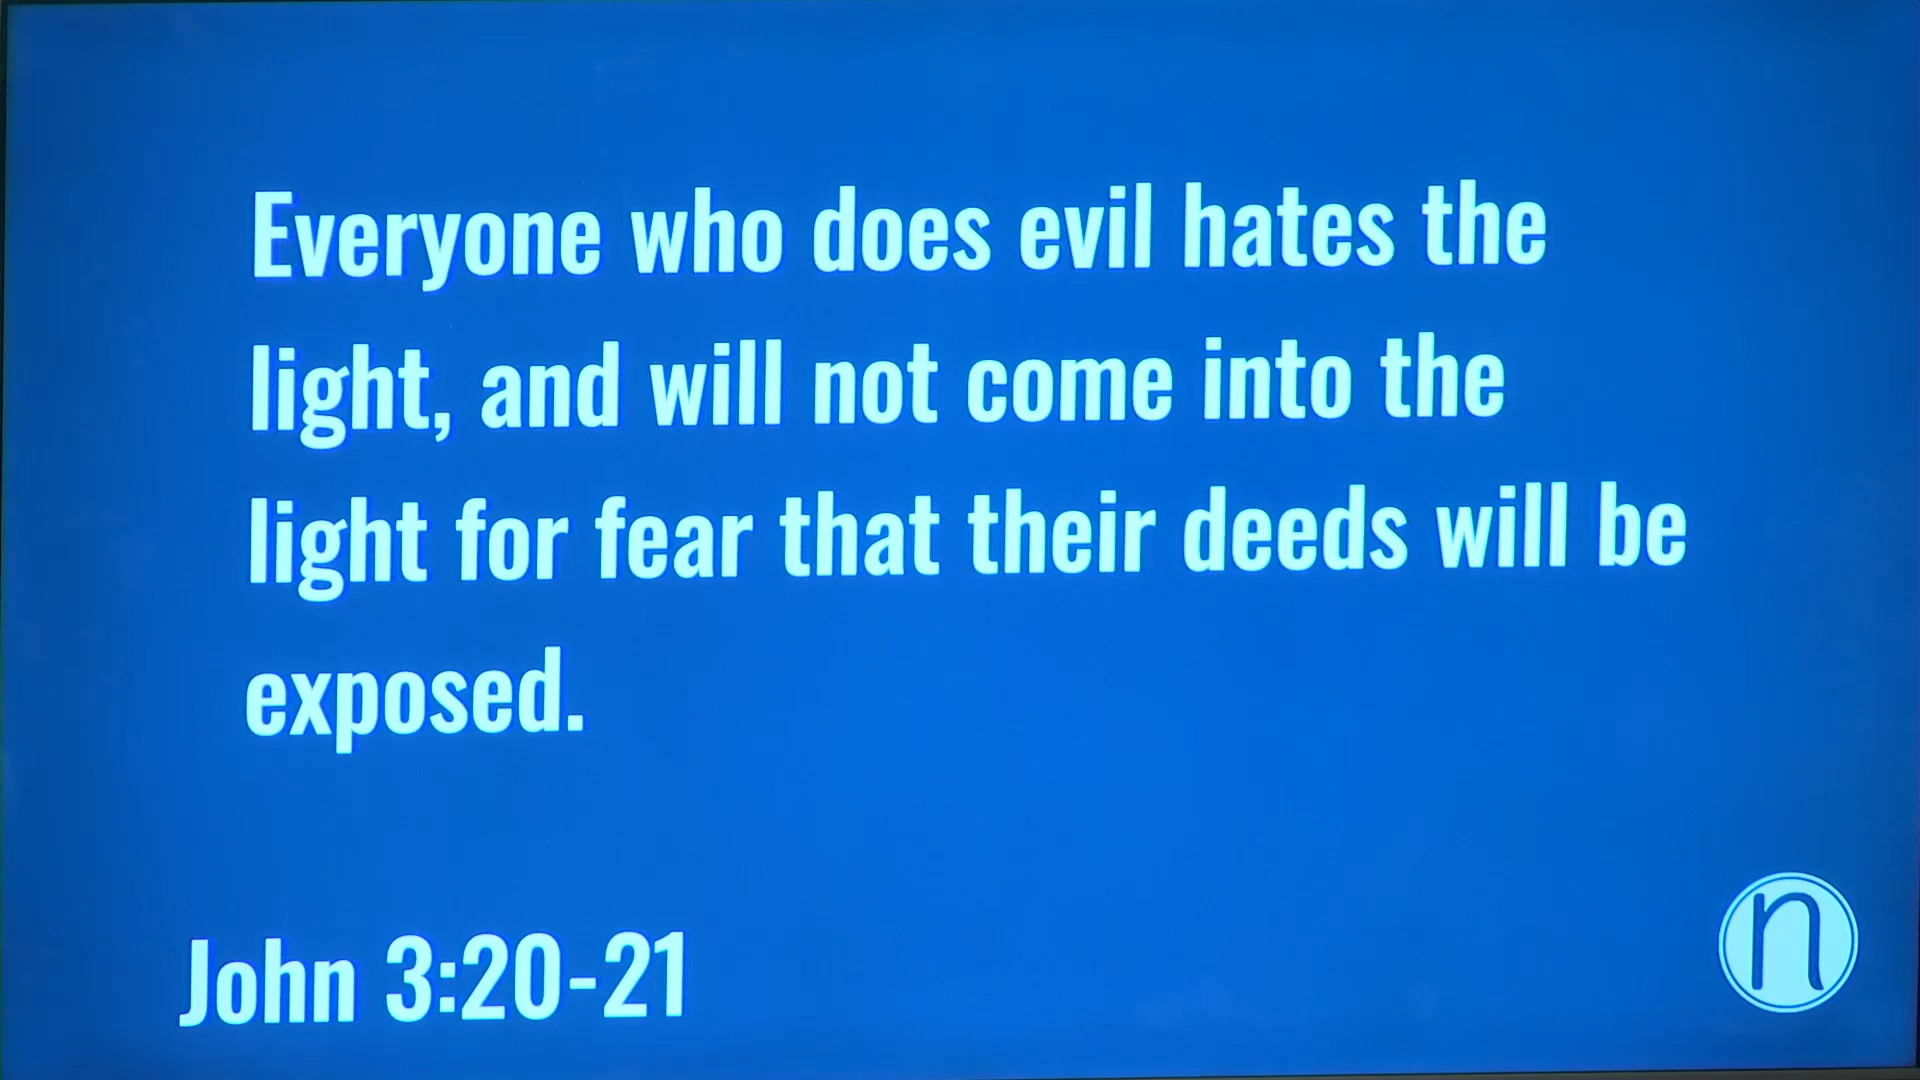 Everyone who does evil hates the
light, and will not come into the
light for fear that their deeds will be
exposed.
John 3:20-21
n